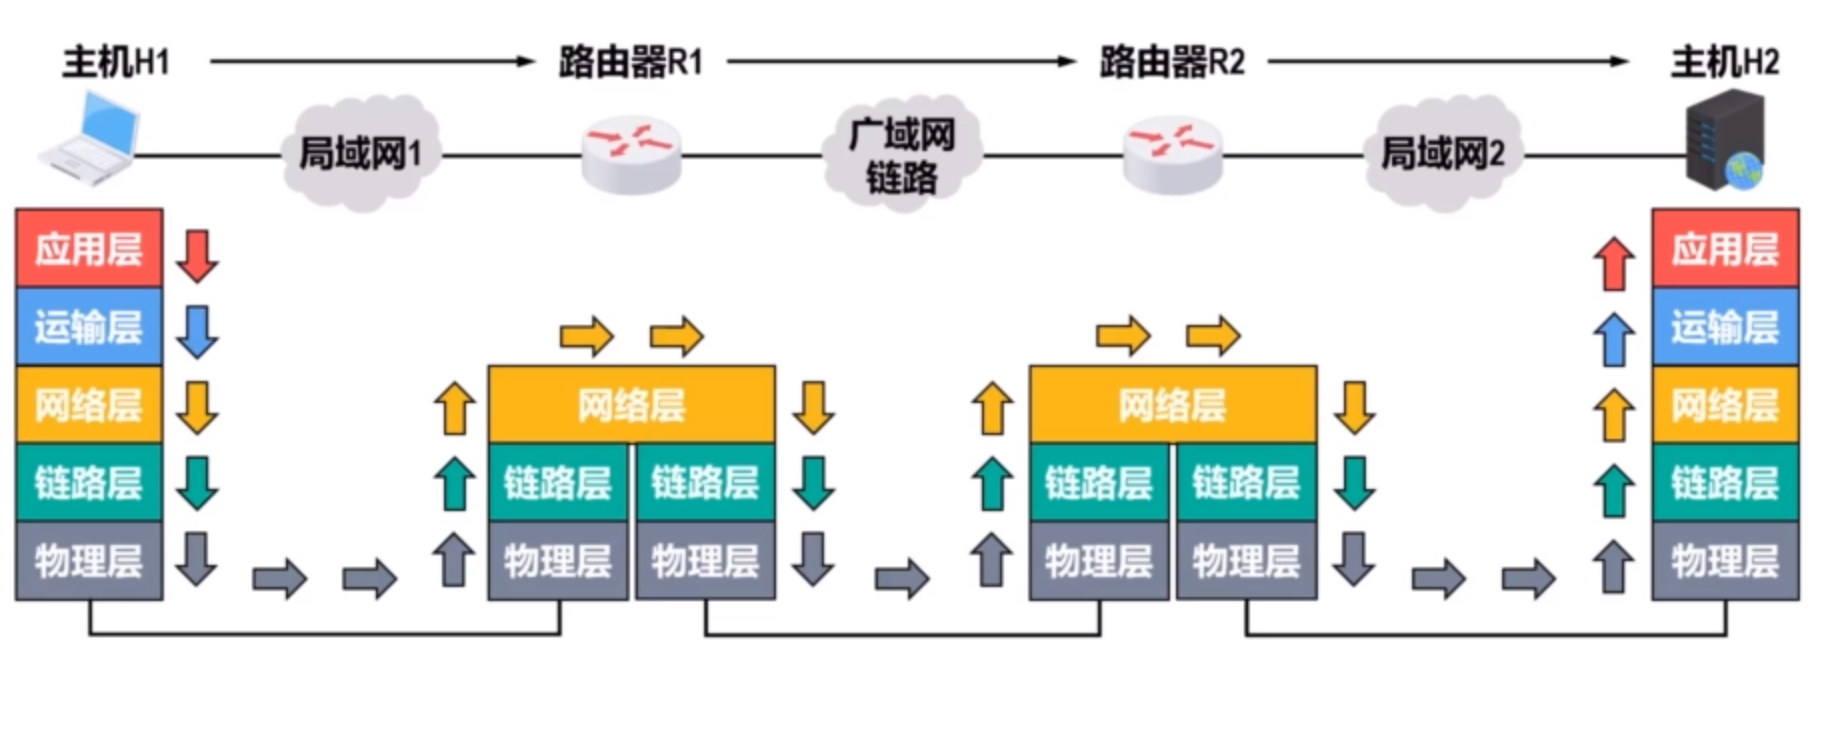 主机H1
路由器R1
路由器R2
主机H2
局域网1
广域网
链路
局域网2
应用层
运输层
网络层
链路层
物理层
网络层
链路层 链路层
物理层 物理层
网络层
链路层 链路层
物理层 物理层
应用层
运输层
网络层
链路层
物理层